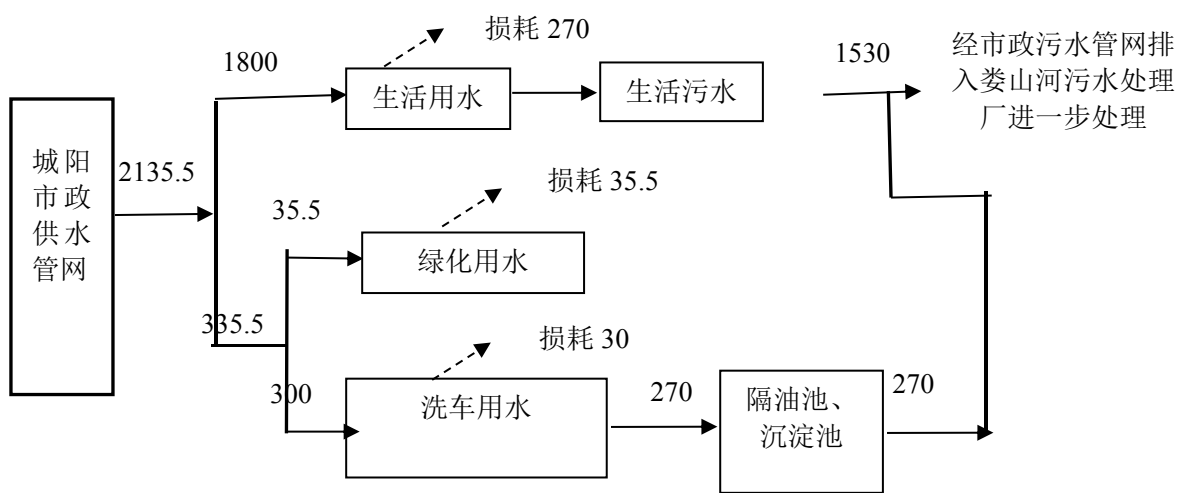 损耗 270
1800
1530
经市政污水管网排
入娄山河污水处理
厂进一步处理
生活用水
生活污水
城阳
市政
供水
管网
2135.5
损耗 35.5
35.5
绿化用水
335.5
损耗 30
300
洗车用水
270
隔油池、
沉淀池
270